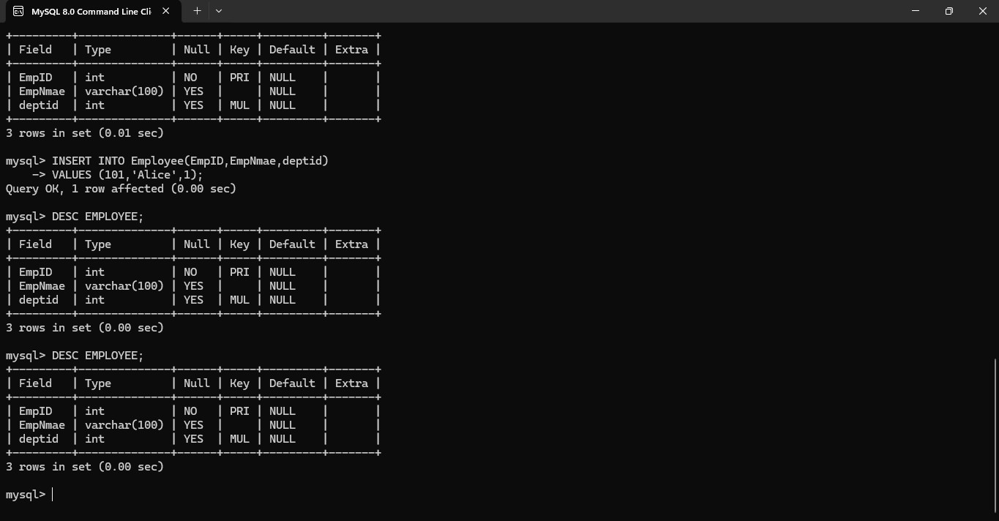 MySQL 8.0 Command Line Cli
+---------+--------------+------+-----+---------+-------+
| Field   | Type         | Null | Key | Default | Extra |
+---------+--------------+------+-----+---------+-------+
| EmpID   | int          | NO   | PRI | NULL    |       |
| EmpNmae | varchar(100) | YES  |     | NULL    |       |
| deptid  | int          | YES  | MUL | NULL    |       |
+---------+--------------+------+-----+---------+-------+
3 rows in set (0.01 sec)
mysql> INSERT INTO Employee(EmpID,EmpNmae,deptid)
    -> VALUES (101,'Alice',1);
Query OK, 1 row affected (0.00 sec)
mysql> DESC EMPLOYEE;
+---------+--------------+------+-----+---------+-------+
| Field   | Type         | Null | Key | Default | Extra |
+---------+--------------+------+-----+---------+-------+
| EmpID   | int          | NO   | PRI | NULL    |       |
| EmpNmae | varchar(100) | YES  |     | NULL    |       |
| deptid  | int          | YES  | MUL | NULL    |       |
+---------+--------------+------+-----+---------+-------+
3 rows in set (0.00 sec)
mysql> DESC EMPLOYEE;
+---------+--------------+------+-----+---------+-------+
| Field   | Type         | Null | Key | Default | Extra |
+---------+--------------+------+-----+---------+-------+
| EmpID   | int          | NO   | PRI | NULL    |       |
| EmpNmae | varchar(100) | YES  |     | NULL    |       |
| deptid  | int          | YES  | MUL | NULL    |       |
+---------+--------------+------+-----+---------+-------+
3 rows in set (0.00 sec)
mysql>